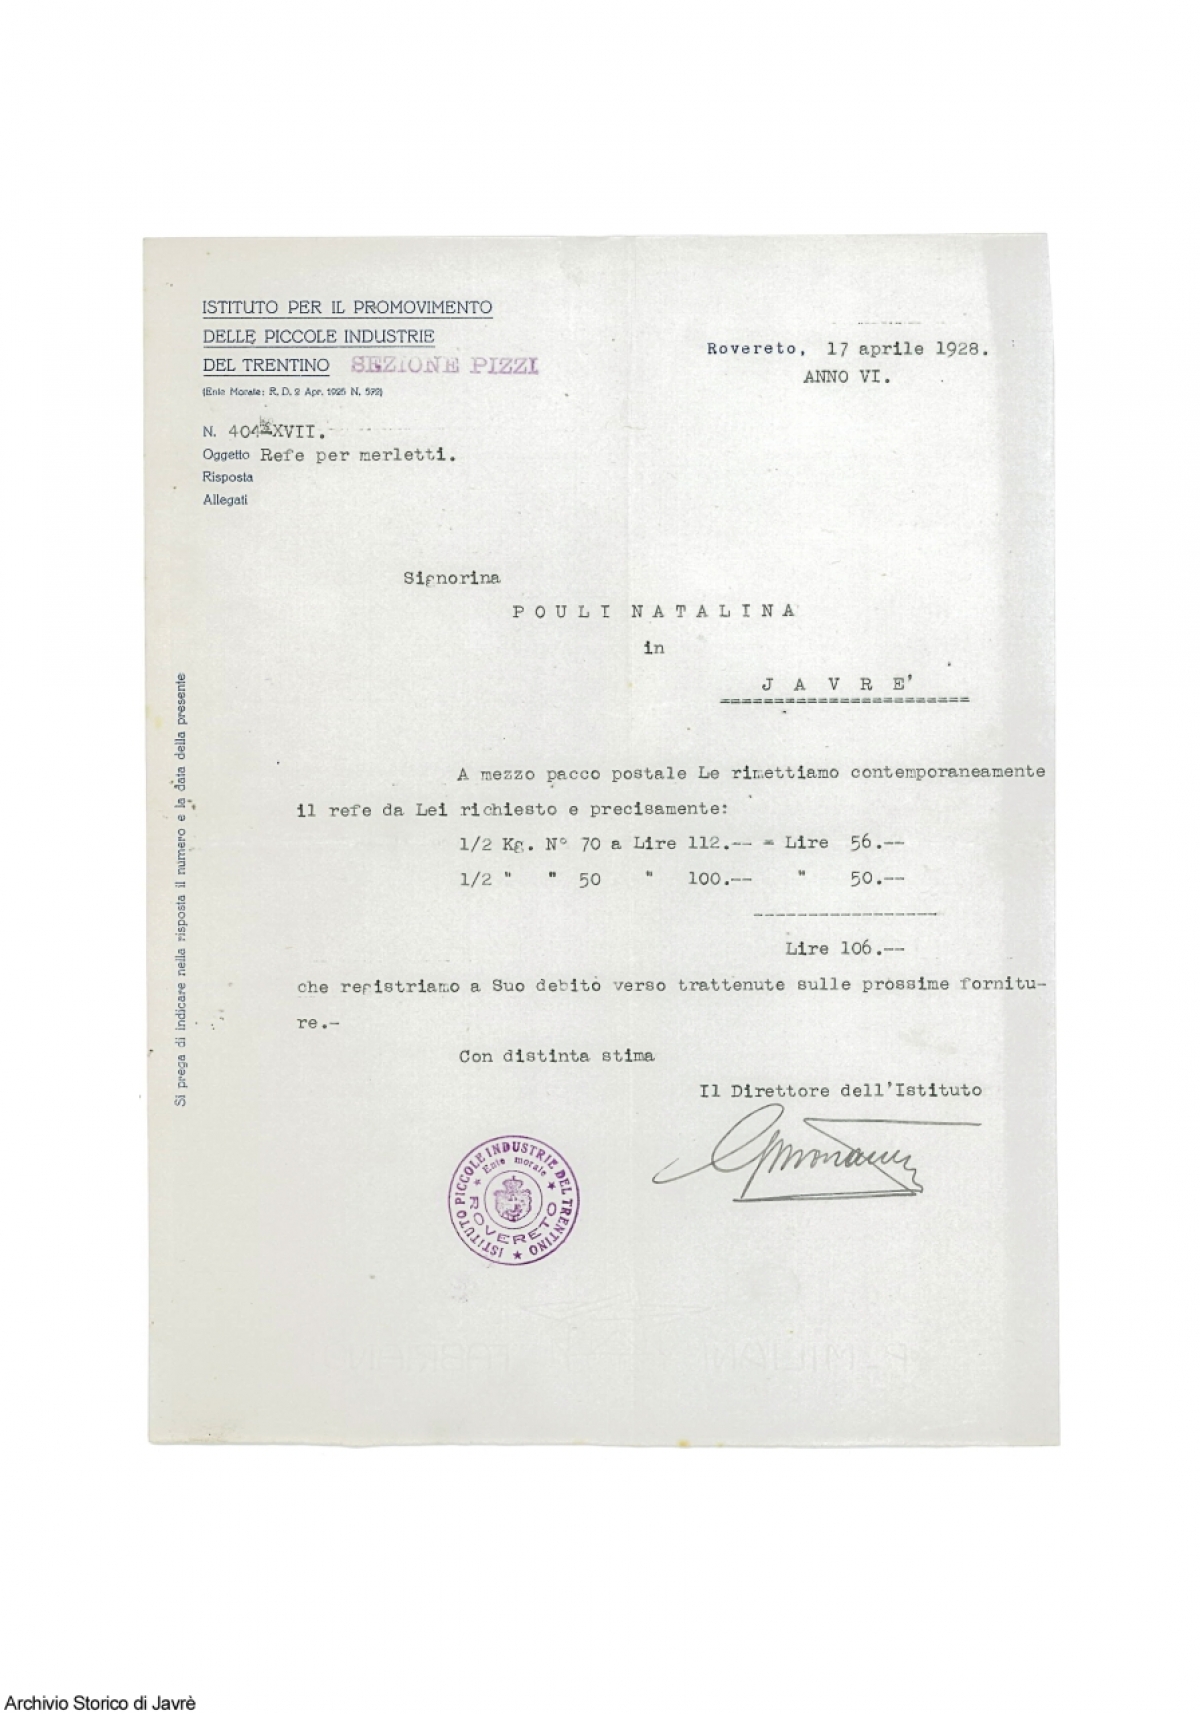 ISTITUTO PER IL PROMOVIMENTO
DELLE PICCOLE INDUSTRIE
DEL TRENTINO SEZIONE PIZZI
(Ente Morale: R. D. 2 Apr. 1925 N. 572)
Rovereto, 17 aprile 1928.
ANNO VI.
N. XVII.
Oggetto Refe per merletti.
Risposta
Allegati
Signorina
POULI NATALINA
in
JAVRE'
A mezzo pacco postale Le rimettiamo contemporaneamente
il refe da Lei richiesto e precisamente:
1/2 Kg. N° 70 a Lire 112.-- = Lire 56.--
1/2 " " 50 " 100.-- " 50.--
Lire 106.--
che registriamo a Suo debito verso trattenute sulle prossime fornitu-
re.-
Con distinta stima
Il Direttore dell'Istituto
ISTITUTO PICCOLE INDUSTRIE DEL TRENTINO
* Ente morale *
ROVERETO
Si prega di indicare nella risposta il numero e la data della presente
Archivio Storico di Javrè